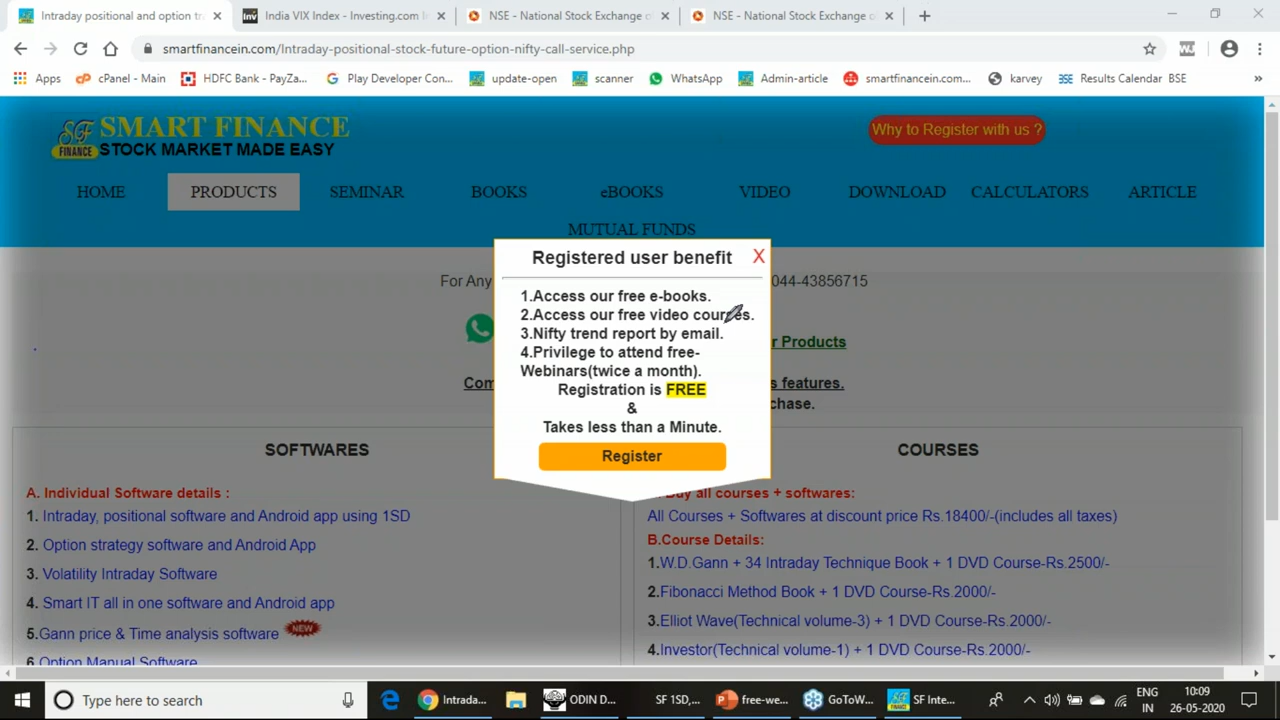 Intraday positional and option tr
India VIX Index - Investing.com I
NSE - National Stock Exchange o
NSE - National Stock Exchange o
smartfinancein.com/Intraday-positional-stock-future-option-nifty-call-service.php
Apps
cPanel - Main
HDFC Bank - PayZa...
Play Developer Con...
update-open
scanner
WhatsApp
Admin-article
smartfinancein.com...
karvey
Results Calendar BSE
SF FINANCE
SMART FINANCE
STOCK MARKET MADE EASY
Why to Register with us ?
HOME
PRODUCTS
SEMINAR
BOOKS
eBOOKS
VIDEO
DOWNLOAD
CALCULATORS
ARTICLE
MUTUAL FUNDS
For Any
044-43856715
r Products
Com
s features.
chase.
Registered user benefit
X
1.Access our free e-books.
2.Access our free video courses.
3.Nifty trend report by email.
4.Privilege to attend free-
Webinars(twice a month).
Registration is FREE
&
Takes less than a Minute.
Register
SOFTWARES
A. Individual Software details :
1. Intraday, positional software and Android app using 1SD
2. Option strategy software and Android App
3. Volatility Intraday Software
4. Smart IT all in one software and Android app
5.Gann price & Time analysis software NEW
6.Option Manual Software
COURSES
Buy all courses + softwares:
All Courses + Softwares at discount price Rs.18400/-(includes all taxes)
B.Course Details:
1.W.D.Gann + 34 Intraday Technique Book + 1 DVD Course-Rs.2500/-
2.Fibonacci Method Book + 1 DVD Course-Rs.2000/-
3.Elliot Wave(Technical volume-3) + 1 DVD Course-Rs.2000/-
4.Investor(Technical volume-1) + 1 DVD Course-Rs.2000/-
Type here to search
Intrada...
ODIN D...
SF 1SD,...
free-we...
GoToW...
SF Inte...
ENG
IN
10:09
26-05-2020